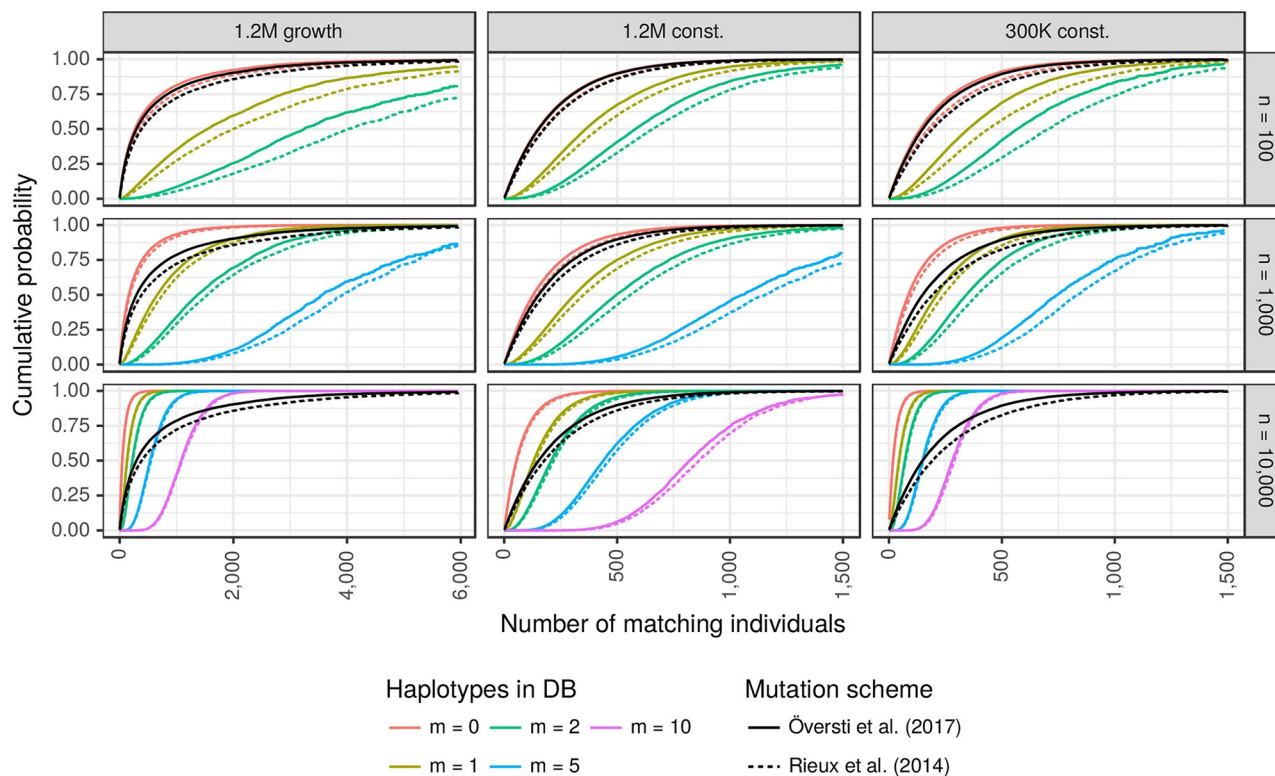 1.2M growth
1.2M const.
300K const.
1.00
0.75
0.50
0.25
0.00
n = 100
1.00
0.75
0.50
0.25
0.00
n = 1,000
1.00
0.75
0.50
0.25
0.00
n = 10,000
Cumulative probability
0
2,000
4,000
6,000
0
500
1,000
1,500
0
500
1,000
1,500
Number of matching individuals
Haplotypes in DB
m = 0
m = 2
m = 10
m = 1
m = 5
Mutation scheme
Översti et al. (2017)
Rieux et al. (2014)